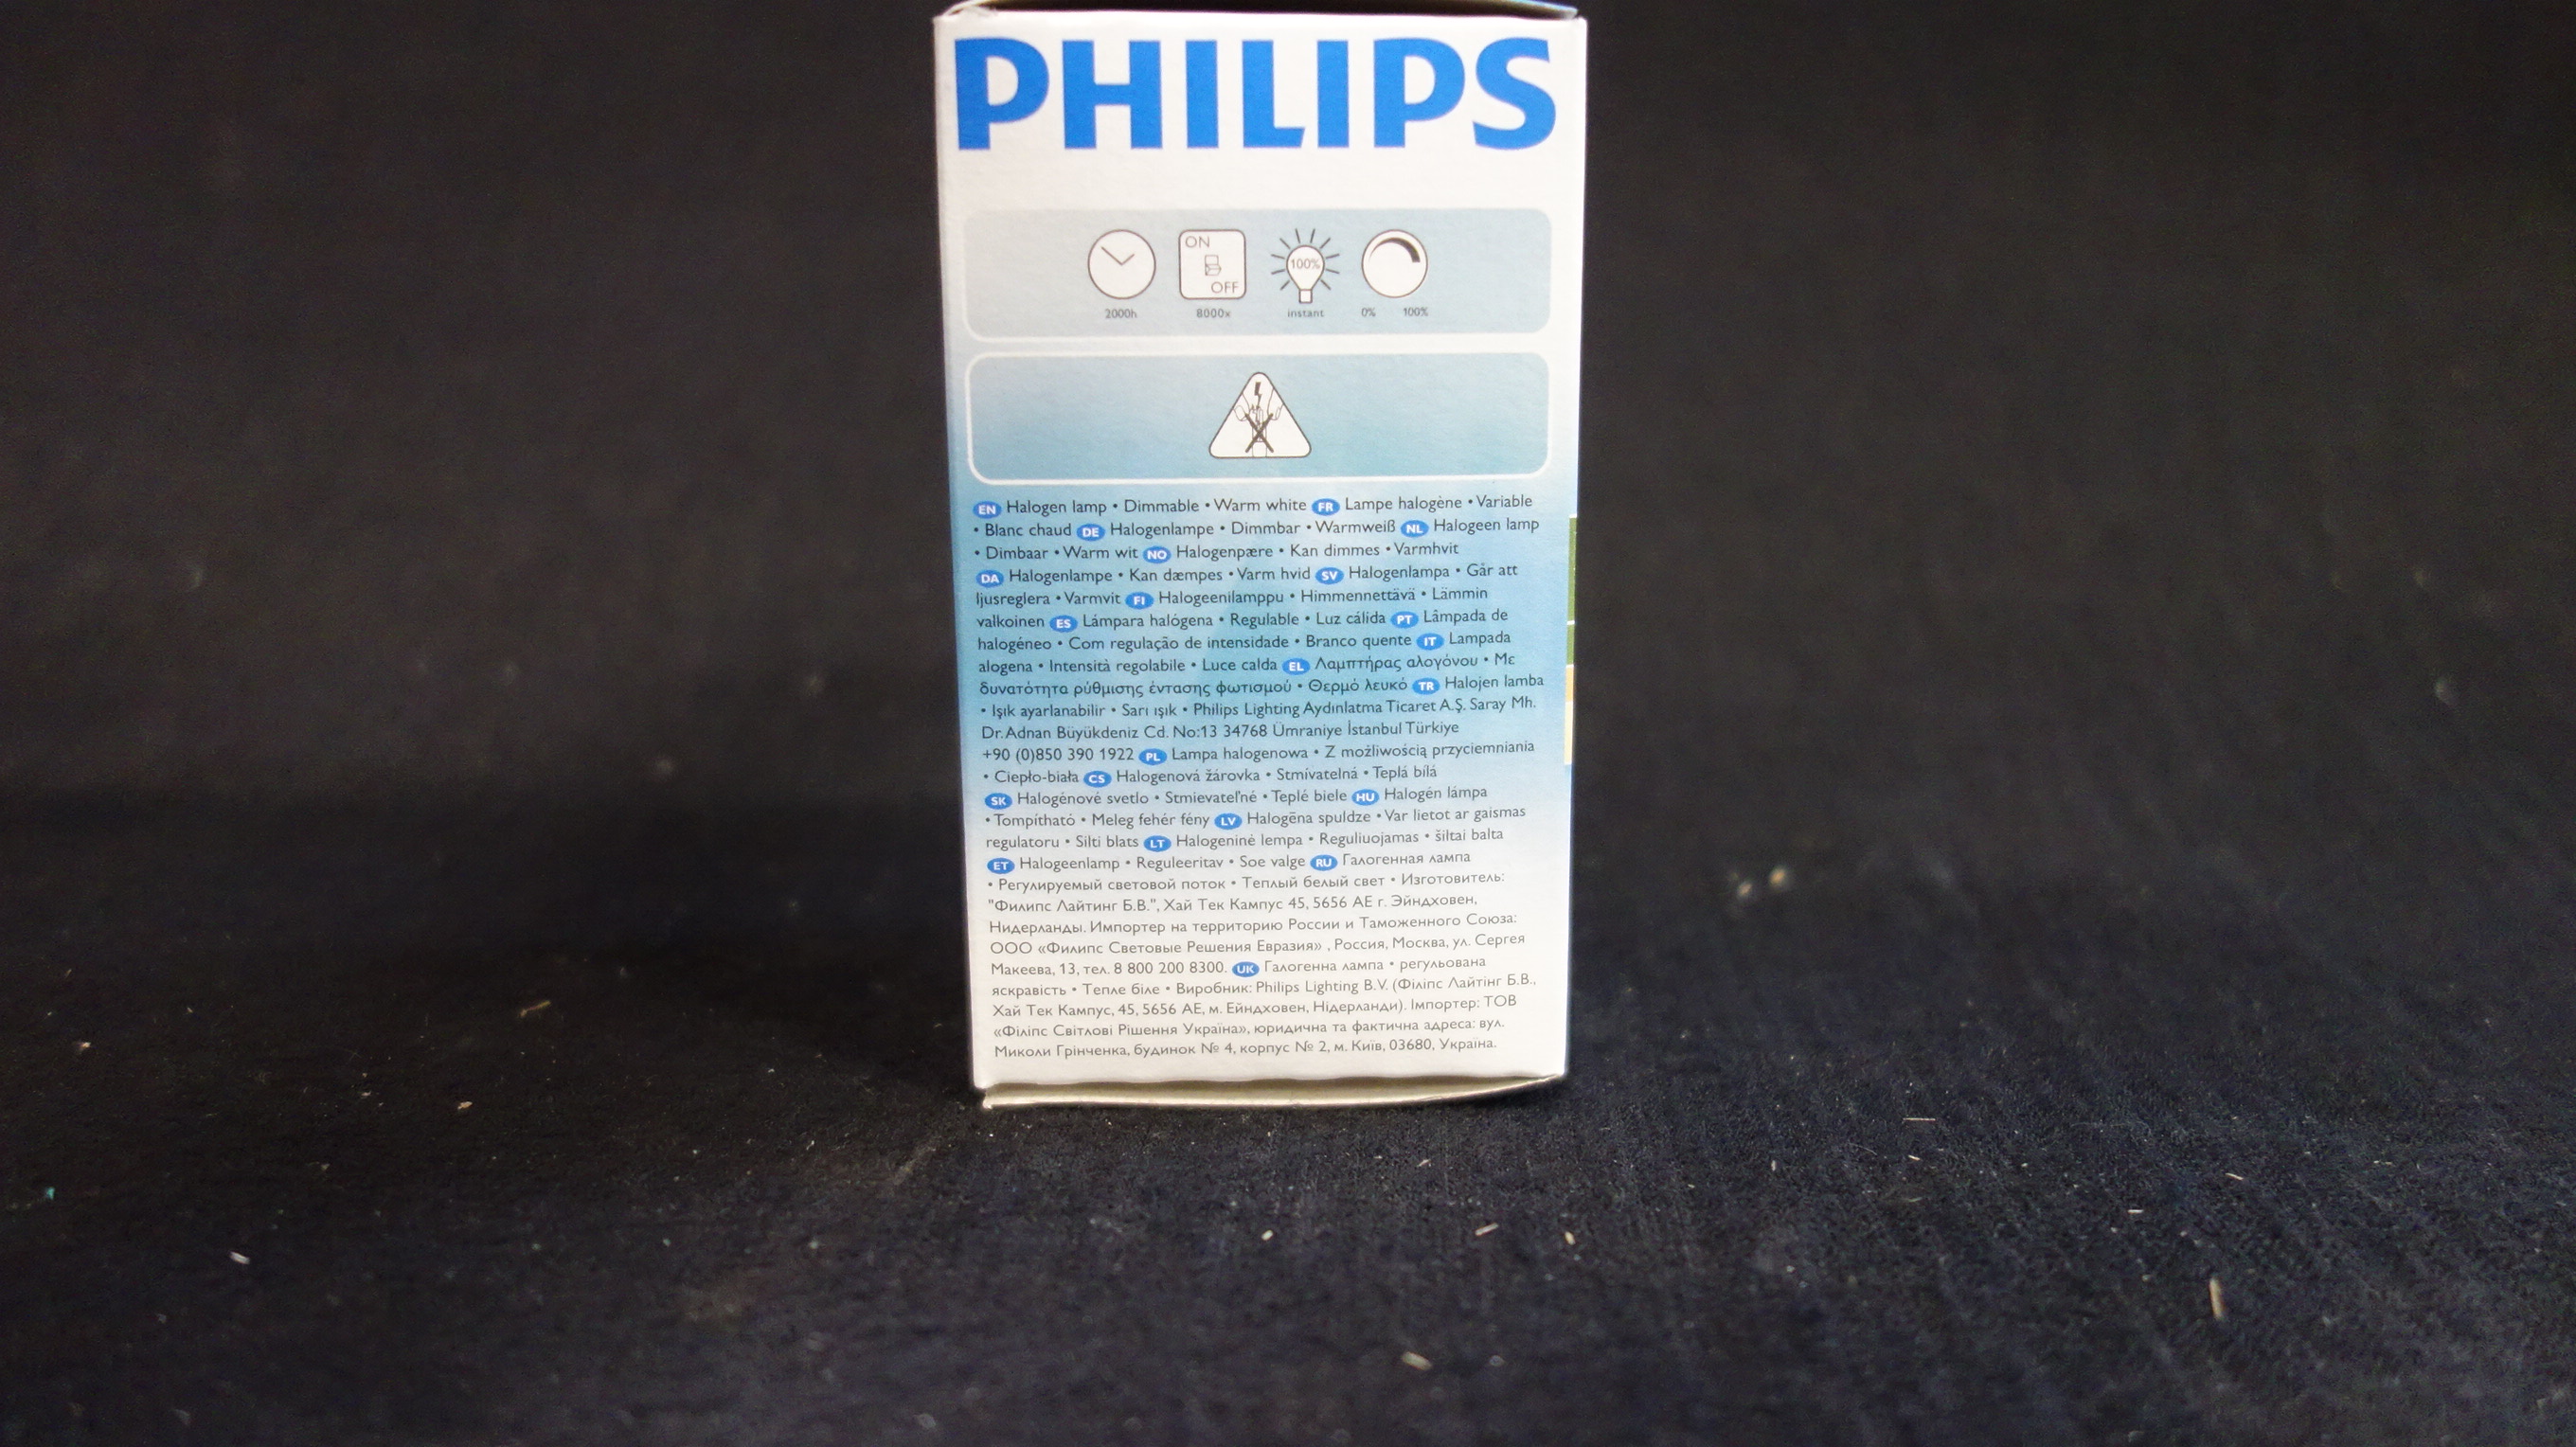 PHILIPS
ON
OFF
100%
2000h 8000x instant 0% 100%
EN Halogen lamp • Dimmable • Warm white FR Lampe halogène • Variable
• Blanc chaud DE Halogenlampe • Dimmbar • Warmweiß NL Halogeen lamp
• Dimbaar • Warm wit NO Halogenpære • Kan dimmes • Varmhvit
DA Halogenlampe • Kan dæmpes • Varm hvid SV Halogenlampa • Går att
ljusreglera • Varmvit FI Halogeenilamppu • Himmennettävä • Lämmin
valkoinen ES Lámpara halógena • Regulable • Luz cálida PT Lâmpada de
halogéneo • Com regulação de intensidade • Branco quente IT Lampada
alogena • Intensità regolabile • Luce calda EL Λαμπτήρας αλογόνου • Με
δυνατότητα ρύθμισης έντασης φωτισμού • Θερμό λευκό TR Halojen lamba
• Işık ayarlanabilir • Sarı ışık • Philips Lighting Aydınlatma Ticaret A.Ş. Saray Mh.
Dr. Adnan Büyükdeniz Cd. No:13 34768 Ümraniye İstanbul Türkiye
+90 (0)850 390 1922 PL Lampa halogenowa • Z możliwością przyciemniania
• Ciepło-biała CS Halogenová žárovka • Stmívatelná • Teplá bílá
SK Halogénové svetlo • Stmievateľné • Teplé biele HU Halogén lámpa
• Tompítható • Meleg fehér fény LV Halogēna spuldze • Var lietot ar gaismas
regulatoru • Silti blats LT Halogeninė lempa • Reguliuojamas • šiltai balta
ET Halogeenlamp • Reguleeritav • Soe valge RU Галогенная лампа
• Регулируемый световой поток • Теплый белый свет • Изготовитель:
"Филипс Лайтинг Б.В.", Хай Тек Кампус 45, 5656 АЕ г. Эйндховен,
Нидерланды. Импортер на территорию России и Таможенного Союза:
ООО «Филипс Световые Решения Евразия» , Россия, Москва, ул. Сергея
Макеева, 13, тел. 8 800 200 8300. UK Галогенна лампа • регульована
яскравість • Тепле біле • Виробник: Philips Lighting B.V. (Філіпс Лайтінг Б.В.,
Хай Тек Кампус, 45, 5656 АЕ, м. Ейндховен, Нідерланди). Імпортер: ТОВ
«Філіпс Світлові Рішення Україна», юридична та фактична адреса: вул.
Миколи Грінченка, будинок № 4, корпус № 2, м. Київ, 03680, Україна.